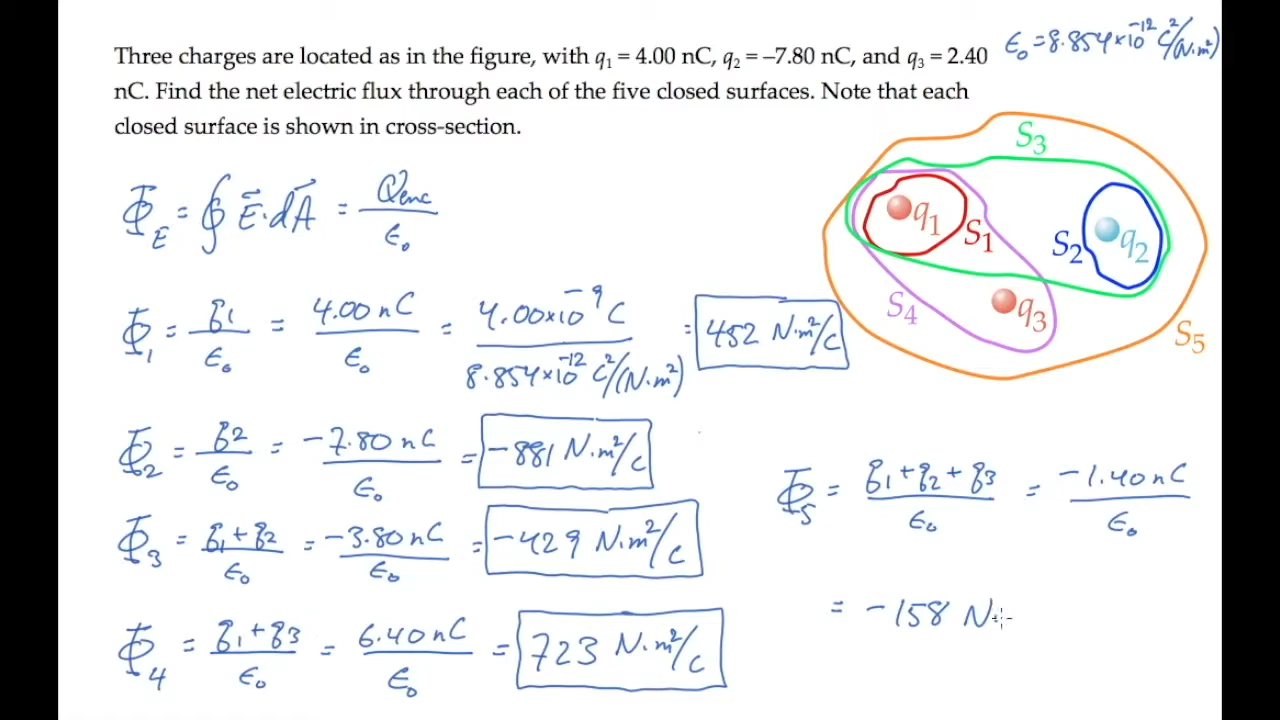 Three charges are located as in the figure, with q₁ = 4.00 nC, q₂ = –7.80 nC, and q₃ = 2.40
nC. Find the net electric flux through each of the five closed surfaces. Note that each
closed surface is shown in cross-section.
ϵ₀ = 8.854×10⁻¹² C²/(N·m²)
Φ_E = ∮ E⃗·dA⃗ = Q_enc/ϵ₀
Φ₁ = q₁/ϵ₀ = 4.00 nC/ϵ₀ = 4.00×10⁻⁹ C/8.854×10⁻¹² C²/(N·m²) = 452 N·m²/C
Φ₂ = q₂/ϵ₀ = -7.80 nC/ϵ₀ = -881 N·m²/C
Φ₃ = q₁+q₂/ϵ₀ = -3.80 nC/ϵ₀ = -429 N·m²/C
Φ₄ = q₁+q₃/ϵ₀ = 6.40 nC/ϵ₀ = 723 N·m²/C
S₃
q₁
S₁
S₂
q₂
S₄
q₃
S₅
Φ₅ = q₁+q₂+q₃/ϵ₀ = -1.40 nC/ϵ₀
= -158 N·